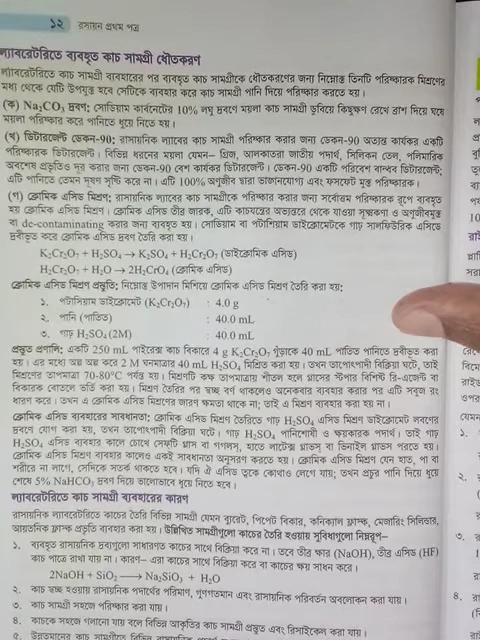 ১২ রসায়ন প্রথম পত্র
ল্যাবরেটরিতে ব্যবহৃত কাচ সামগ্রী ধৌতকরণ
ল্যাবরেটরিতে কাচ সামগ্রী ব্যবহারের পর ব্যবহৃত কাচ সামগ্রীকে ধৌতকরণের জন্য নিম্নোক্ত তিনটি পরিষ্কারক মিশ্রণের
মধ্য থেকে যেটি উপযুক্ত হবে সেটিকে ব্যবহার করে কাচ সামগ্রী পানি দিয়ে পরিষ্কার করতে হয়।
(ক) Na₂CO₃ দ্রবণ: সোডিয়াম কার্বনেটের 10% লঘু দ্রবণে ময়লা কাচ সামগ্রী ডুবিয়ে কিছুক্ষণ রেখে ব্রাশ দিয়ে ঘষে
ময়লা পরিষ্কার করে পানিতে ধুয়ে নিতে হয়।
(খ) ডিটারজেন্ট ডেকন-90: রাসায়নিক ল্যাবের কাচ সামগ্রী পরিষ্কার করার জন্য ডেকন-90 অত্যন্ত কার্যকর একটি
পরিষ্কারক ডিটারজেন্ট। বিভিন্ন ধরনের ময়লা যেমন– গ্রিজ, আলকাতরা জাতীয় পদার্থ, সিলিকন তেল, পলিমারিক
অবশেষ প্রভৃতিও দূর করার জন্য ডেকন-90 বেশ কার্যকর ডিটারজেন্ট। ডেকন-90 একটি পরিবেশ বান্ধব ডিটারজেন্ট;
এটি পানিতে তেমন দূষণ সৃষ্টি করে না। এটি 100% অণুজীব দ্বারা ভাঙনযোগ্য এবং ফসফেট মুক্ত পরিষ্কারক।
(গ) ক্রোমিক এসিড মিশ্রণ: রাসায়নিক ল্যাবের কাচ সামগ্রীকে পরিষ্কার করার জন্য সর্বোত্তম পরিষ্কারক রূপে ব্যবহৃত
হয় ক্রোমিক এসিড মিশ্রণ। ক্রোমিক এসিড তীব্র জারক, এটি কাচযন্ত্রের অভ্যন্তরে থেকে যাওয়া সূক্ষ্মকণা ও অণুজীবমুক্ত
বা de-contaminating করার জন্য ব্যবহৃত হয়। সোডিয়াম বা পটাশিয়াম ডাইক্রোমেটকে গাঢ় সালফিউরিক এসিডে
দ্রবীভূত করে ক্রোমিক এসিড দ্রবণ তৈরি করা হয়।
K₂Cr₂O₇ + H₂SO₄ → K₂SO₄ + H₂Cr₂O₇ (ডাইক্রোমিক এসিড)
H₂Cr₂O₇ + H₂O → 2H₂CrO₄ (ক্রোমিক এসিড)
ক্রোমিক এসিড মিশ্রণ প্রস্তুতি: নিম্নোক্ত উপাদান মিশিয়ে ক্রোমিক এসিড মিশ্রণ তৈরি করা হয়:
১. পটাসিয়াম ডাইক্রোমেট (K₂Cr₂O₇) : 4.0 g
২. পানি (পাতিত) : 40.0 mL
৩. গাঢ় H₂SO₄ (2M) : 40.0 mL
প্রস্তুত প্রণালি: একটি 250 mL পাইরেক্স কাচ বিকারে 4 g K₂Cr₂O₇ গুঁড়াকে 40 mL পাতিত পানিতে দ্রবীভূত করা
হয়। এর মধ্যে অল্প অল্প করে 2 M ঘনমাত্রার 40 mL H₂SO₄ মিশ্রিত করা হয়। তখন তাপোৎপাদী বিক্রিয়া ঘটে, তাই
মিশ্রণের তাপমাত্রা 70-80°C পর্যন্ত হয়। মিশ্রণটি কক্ষ তাপমাত্রায় শীতল হলে গ্লাসের স্টপার বিশিষ্ট রি-এজেন্ট বা
বিকারক বোতলে ভর্তি করা হয়। মিশ্রণ তৈরির পর স্বচ্ছ বর্ণ থাকলেও অনেকবার ব্যবহার করার পর এটি সবুজ রং
ধারণ করে। তখন এ ক্রোমিক এসিড মিশ্রণের জারণ ক্ষমতা থাকে না; তাই এ মিশ্রণ ব্যবহার করা হয় না।
ক্রোমিক এসিড ব্যবহারের সাবধানতা: ক্রোমিক এসিড মিশ্রণ তৈরিতে গাঢ় H₂SO₄ এসিড মিশ্রণ ডাইক্রোমেট লবণের
দ্রবণে যোগ করা হয়, তখন তাপোৎপাদী বিক্রিয়া ঘটে। গাঢ় H₂SO₄ পানিশোষী ও ক্ষয়কারক পদার্থ। তাই গাঢ়
H₂SO₄ এসিড ব্যবহার কালে চোখে সেফটি গ্লাস বা গগলস, হাতে ল্যাটেক্স গ্লাভস্ বা ভিনাইল গ্লাভস পরতে হয়।
ক্রোমিক এসিড মিশ্রণ ব্যবহার কালেও একই সাবধানতা অনুসরণ করতে হয়। ক্রোমিক এসিড মিশ্রণ যেন হাত, পা বা
শরীরে না লাগে, সেদিকে সতর্ক থাকতে হবে। যদি ঐ এসিড ত্বকে কোথাও লেগে যায়; তখন প্রচুর পানি দিয়ে ধুয়ে
শেষে 5% NaHCO₃ দ্রবণ দিয়ে ভালোভাবে ধুয়ে নিতে হবে।
ল্যাবরেটরিতে কাচ সামগ্রী ব্যবহারের কারণ
রাসায়নিক ল্যাবরেটরিতে কাচের তৈরি বিভিন্ন সামগ্রী যেমন ব্যুরেট, পিপেট বিকার, কনিক্যাল ফ্লাস্ক, মেজারিং সিলিন্ডার,
আয়তনিক ফ্লাস্ক প্রভৃতি ব্যবহার করা হয়। উল্লিখিত সামগ্রীগুলো কাচের তৈরি হওয়ায় সুবিধাগুলো নিম্নরূপ–
১. ব্যবহৃত রাসায়নিক দ্রব্যগুলো সাধারণত কাচের সাথে বিক্রিয়া করে না। তবে তীব্র ক্ষার (NaOH), তীব্র এসিড (HF)
কাচ পাত্রে রাখা যায় না। কারণ– এরা কাচের সাথে বিক্রিয়া করে বা কাচের ক্ষয় সাধন করে।
2NaOH + SiO₂ ⟶ Na₂SiO₃ + H₂O
২. কাচ স্বচ্ছ হওয়ায় রাসায়নিক পদার্থের পরিমাণ, গুণগতমান এবং রাসায়নিক পরিবর্তন অবলোকন করা যায়।
৩. কাচ সামগ্রী সহজে পরিষ্কার করা যায়।
৪. কাচকে সহজে গলানো যায় বলে বিভিন্ন আকৃতির কাচ সামগ্রী প্রস্তুত এবং রিসাইকেল করা যায়।